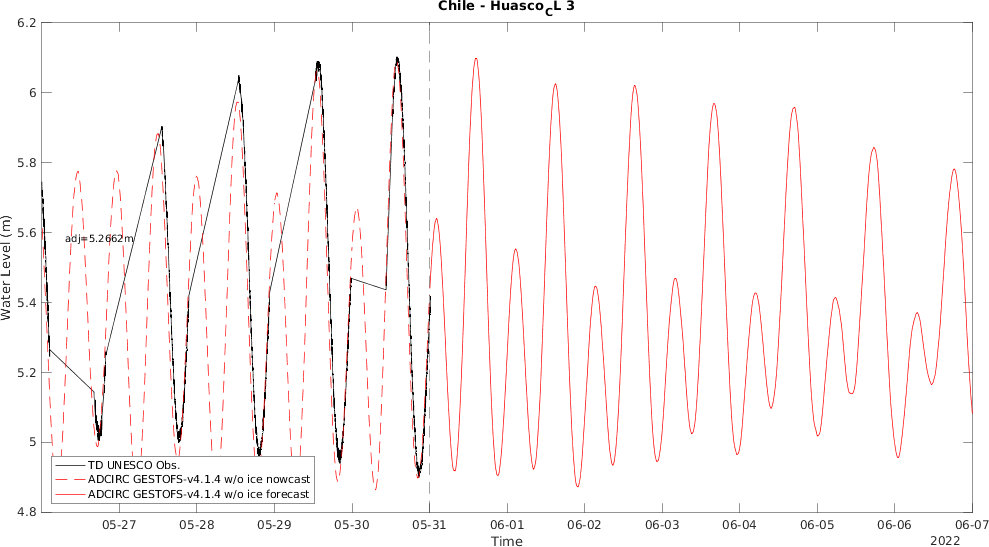 Chile - Huasco_CL 3
6.2
6
5.8
5.6
5.4
5.2
5
4.8
Water Level (m)
adj=5.2662m
TD UNESCO Obs.
ADCIRC GESTOFS-v4.1.4 w/o ice nowcast
ADCIRC GESTOFS-v4.1.4 w/o ice forecast
05-27 05-28 05-29 05-30 05-31 06-01 06-02 06-03 06-04 06-05 06-06 06-07
Time
2022